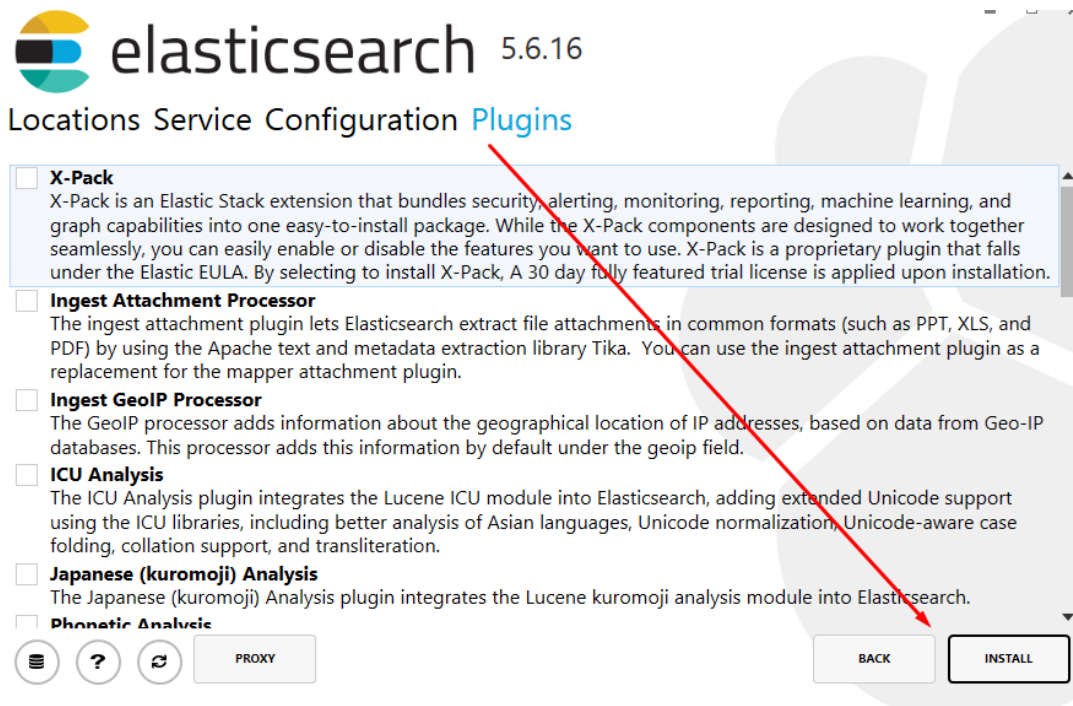 elasticsearch 5.6.16
Locations Service Configuration Plugins
X-Pack
X-Pack is an Elastic Stack extension that bundles security, alerting, monitoring, reporting, machine learning, and
graph capabilities into one easy-to-install package. While the X-Pack components are designed to work together
seamlessly, you can easily enable or disable the features you want to use. X-Pack is a proprietary plugin that falls
under the Elastic EULA. By selecting to install X-Pack, A 30 day fully featured trial license is applied upon installation.
Ingest Attachment Processor
The ingest attachment plugin lets Elasticsearch extract file attachments in common formats (such as PPT, XLS, and
PDF) by using the Apache text and metadata extraction library Tika. You can use the ingest attachment plugin as a
replacement for the mapper attachment plugin.
Ingest GeoIP Processor
The GeoIP processor adds information about the geographical location of IP addresses, based on data from Geo-IP
databases. This processor adds this information by default under the geoip field.
ICU Analysis
The ICU Analysis plugin integrates the Lucene ICU module into Elasticsearch, adding extended Unicode support
using the ICU libraries, including better analysis of Asian languages, Unicode normalization, Unicode-aware case
folding, collation support, and transliteration.
Japanese (kuromoji) Analysis
The Japanese (kuromoji) Analysis plugin integrates the Lucene kuromoji analysis module into Elasticsearch.
Phonetic Analysis
? PROXY BACK INSTALL